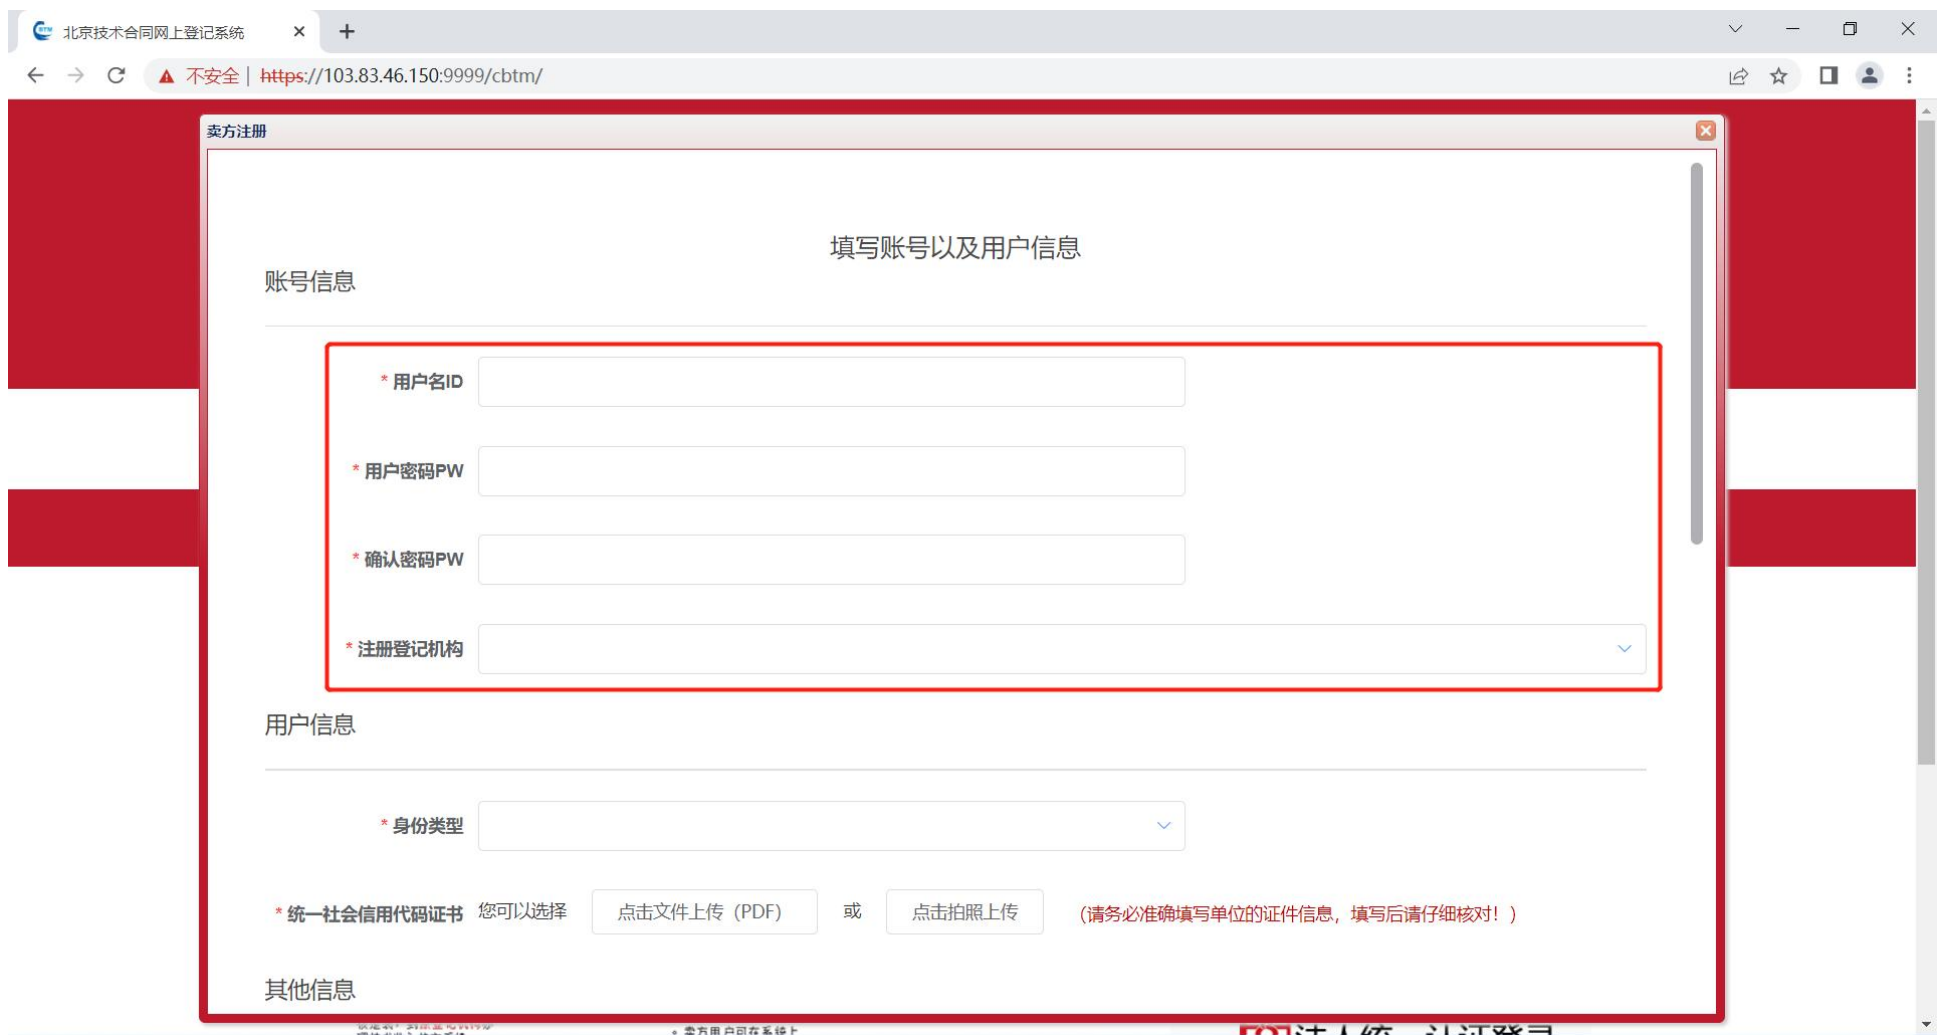 北京技术合同网上登记系统
不安全 | https://103.83.46.150:9999/cbtm/
卖方注册
填写账号以及用户信息
账号信息
* 用户名ID
* 用户密码PW
* 确认密码PW
* 注册登记机构
用户信息
* 身份类型
* 统一社会信用代码证书 您可以选择 点击文件上传（PDF） 或 点击拍照上传 (请务必准确填写单位的证件信息，填写后请仔细核对！)
其他信息